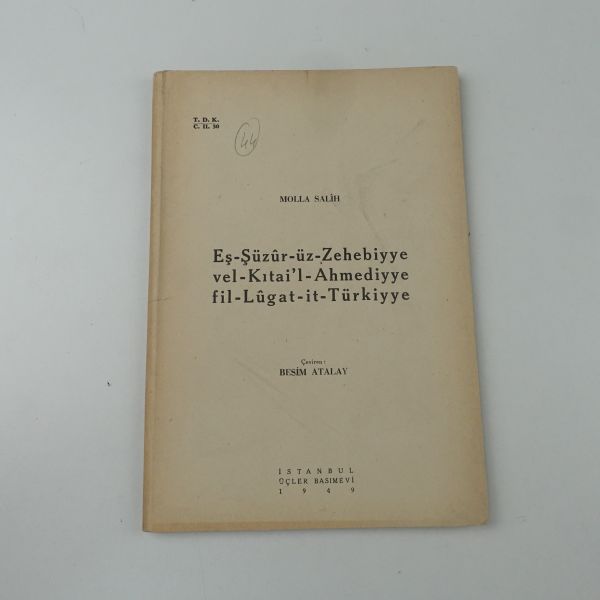 T. D. K.
C. II. 30
44
MOLLA SALİH
Eş-Şüzûr-üz-Zehebiyye
vel-Kıtai'l-Ahmediyye
fil-Lûgat-it-Türkiyye
Çeviren :
BESİM ATALAY
İSTANBUL
ÜÇLER BASIMEVİ
1949